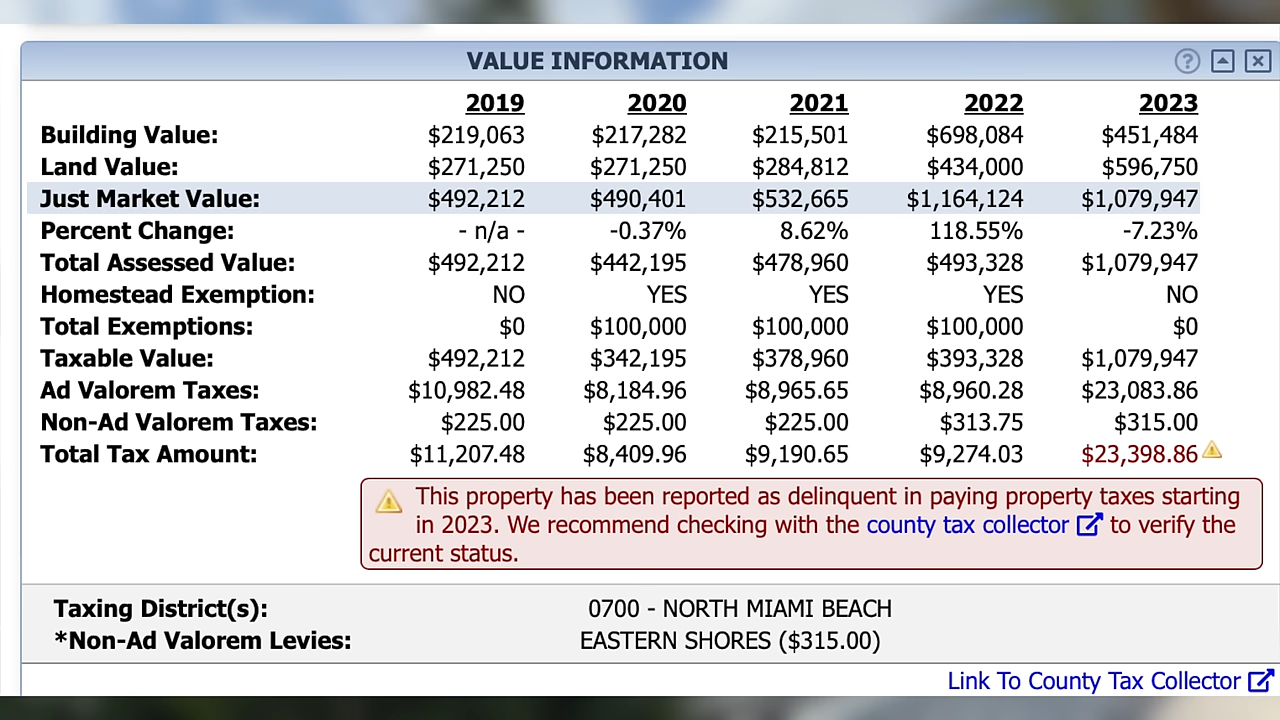 VALUE INFORMATION
2019 2020 2021 2022 2023
Building Value: $219,063 $217,282 $215,501 $698,084 $451,484
Land Value: $271,250 $271,250 $284,812 $434,000 $596,750
Just Market Value: $492,212 $490,401 $532,665 $1,164,124 $1,079,947
Percent Change: - n/a - -0.37% 8.62% 118.55% -7.23%
Total Assessed Value: $492,212 $442,195 $478,960 $493,328 $1,079,947
Homestead Exemption: NO YES YES YES NO
Total Exemptions: $0 $100,000 $100,000 $100,000 $0
Taxable Value: $492,212 $342,195 $378,960 $393,328 $1,079,947
Ad Valorem Taxes: $10,982.48 $8,184.96 $8,965.65 $8,960.28 $23,083.86
Non-Ad Valorem Taxes: $225.00 $225.00 $225.00 $313.75 $315.00
Total Tax Amount: $11,207.48 $8,409.96 $9,190.65 $9,274.03 $23,398.86
This property has been reported as delinquent in paying property taxes starting
in 2023. We recommend checking with the county tax collector to verify the
current status.
Taxing District(s): 0700 - NORTH MIAMI BEACH
*Non-Ad Valorem Levies: EASTERN SHORES ($315.00)
Link To County Tax Collector